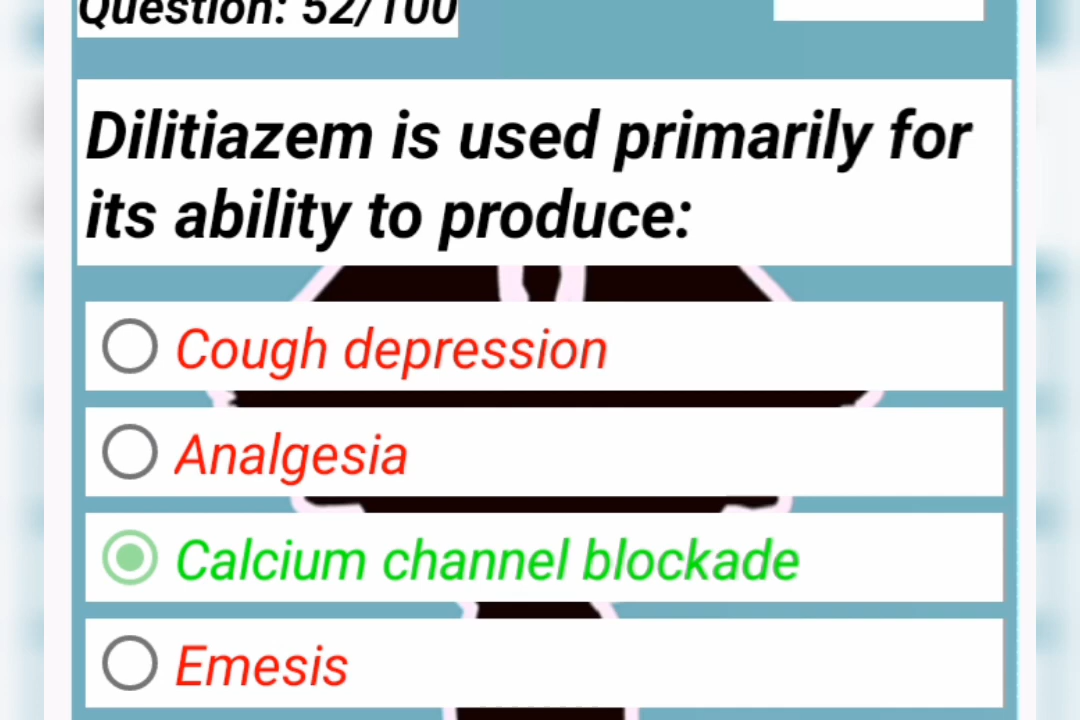 Question: 52/100
Dilitiazem is used primarily for
its ability to produce:
Cough depression
Analgesia
Calcium channel blockade
Emesis